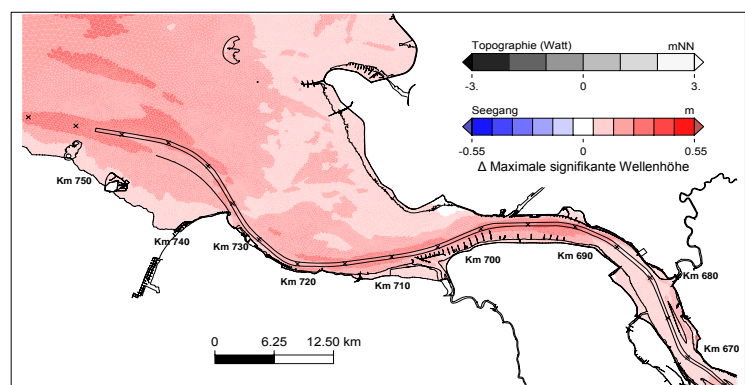 Topographie (Watt) mNN
-3. 0 3.
Seegang m
-0.55 0 0.55
Δ Maximale signifikante Wellenhöhe
Km 750
Km 740
Km 730
Km 720
Km 710
Km 700
Km 690
Km 680
Km 670
0 6.25 12.50 km